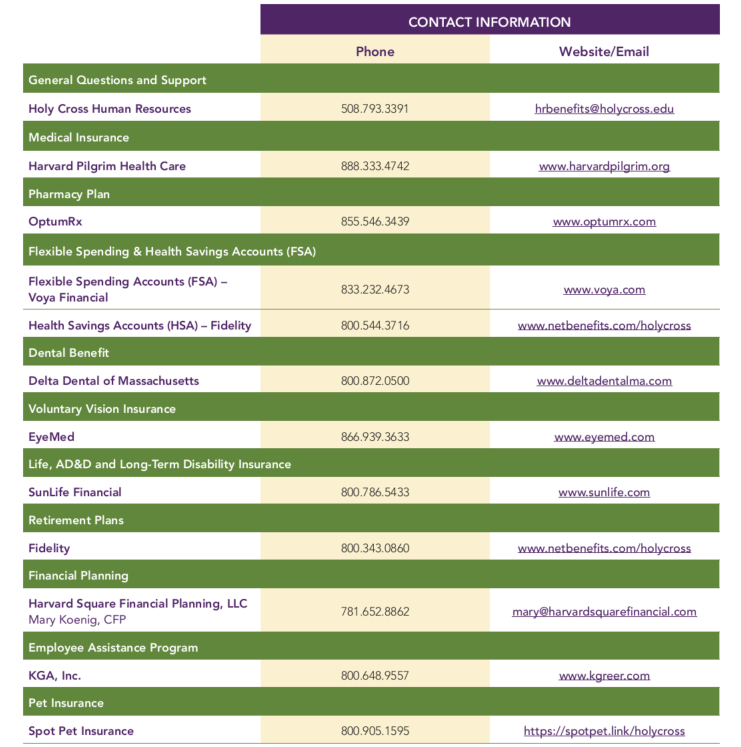 CONTACT INFORMATION
Phone Website/Email
General Questions and Support
Holy Cross Human Resources 508.793.3391 hrbenefits@holycross.edu
Medical Insurance
Harvard Pilgrim Health Care 888.333.4742 www.harvardpilgrim.org
Pharmacy Plan
OptumRx 855.546.3439 www.optumrx.com
Flexible Spending & Health Savings Accounts (FSA)
Flexible Spending Accounts (FSA) –
Voya Financial 833.232.4673 www.voya.com
Health Savings Accounts (HSA) – Fidelity 800.544.3716 www.netbenefits.com/holycross
Dental Benefit
Delta Dental of Massachusetts 800.872.0500 www.deltadentalma.com
Voluntary Vision Insurance
EyeMed 866.939.3633 www.eyemed.com
Life, AD&D and Long-Term Disability Insurance
SunLife Financial 800.786.5433 www.sunlife.com
Retirement Plans
Fidelity 800.343.0860 www.netbenefits.com/holycross
Financial Planning
Harvard Square Financial Planning, LLC
Mary Koenig, CFP 781.652.8862 mary@harvardsquarefinancial.com
Employee Assistance Program
KGA, Inc. 800.648.9557 www.kgreer.com
Pet Insurance
Spot Pet Insurance 800.905.1595 https://spotpet.link/holycross